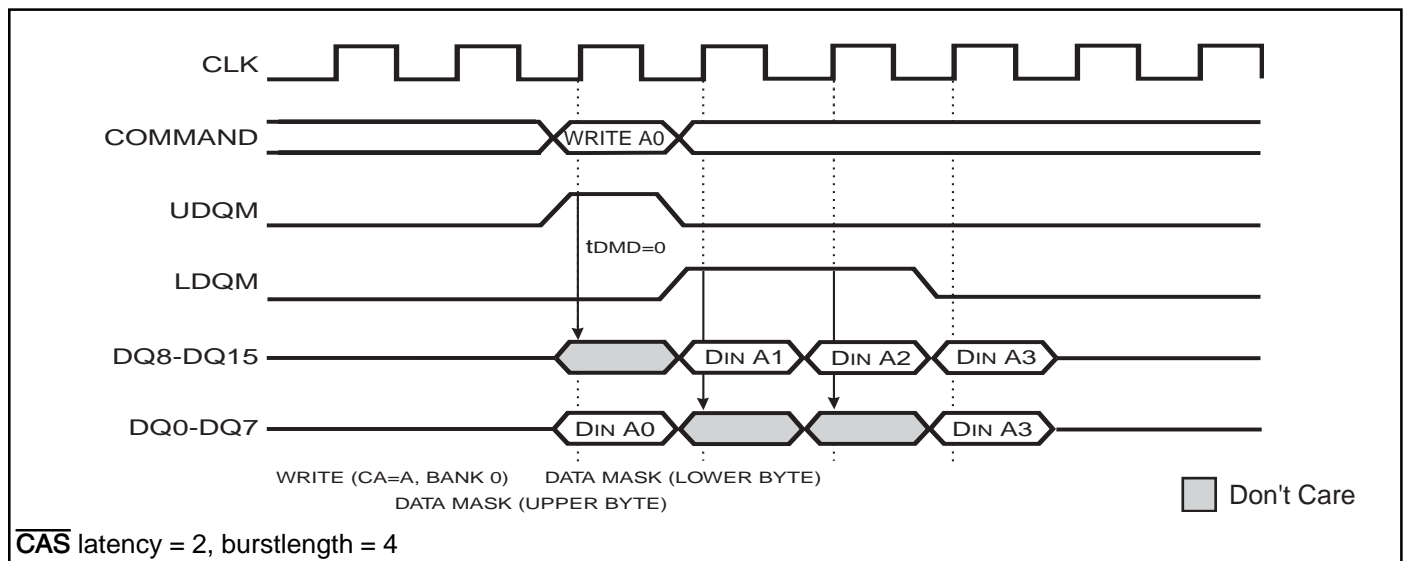 CLK
COMMAND
WRITE A0
UDQM
tDMD=0
LDQM
DQ8-DQ15
DIN A1
DIN A2
DIN A3
DQ0-DQ7
DIN A0
DIN A3
WRITE (CA=A, BANK 0)
DATA MASK (LOWER BYTE)
DATA MASK (UPPER BYTE)
Don't Care
C̅A̅S̅ latency = 2, burstlength = 4